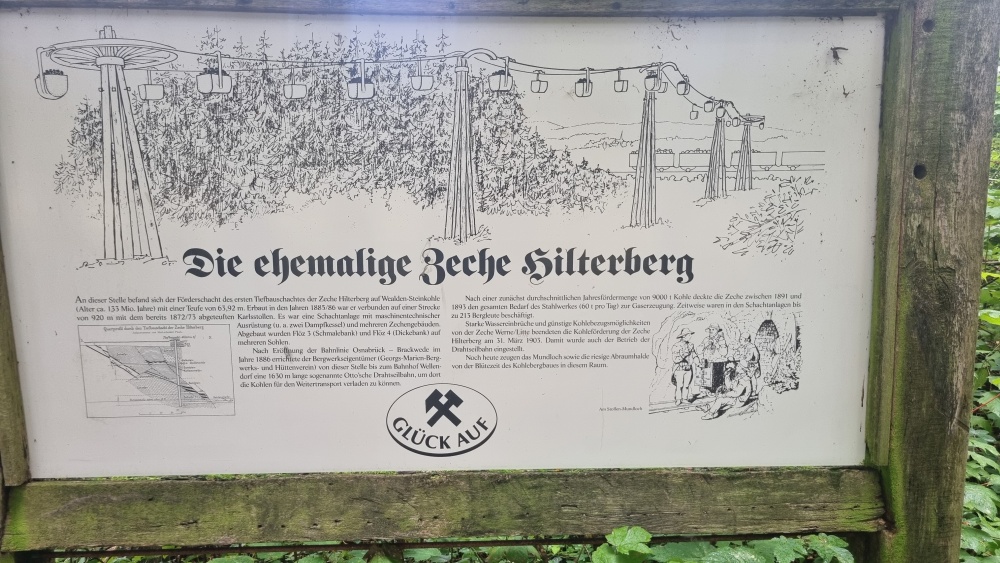 Die ehemalige Zeche Hilterberg
An dieser Stelle befand sich der Förderschacht des ersten Tiefbauschachtes der Zeche Hilterberg auf Wealden-Steinkohle
(Alter ca. 133 Mio. Jahre) mit einer Teufe von 65,92 m. Erbaut in den Jahren 1885/86 war er verbunden auf einer Strecke
von 920 m mit dem bereits 1872/73 abgeteuften Karlsstollen. Es war eine Schachtanlage mit maschinentechnischer
Ausrüstung (u. a. zwei Dampfkessel) und mehreren Zechengebäuden.
Abgebaut wurden Flöz 3 (Schmalebank) und Flöz 4 (Dickebank) auf
mehreren Sohlen.
Nach Eröffnung der Bahnlinie Osnabrück – Brackwede im
Jahre 1886 errichtete der Bergwerkseigentümer (Georgs-Marien-Berg-
werks- und Hüttenverein) von dieser Stelle bis zum Bahnhof Wellen-
dorf eine 1630 m lange sogenannte Otto'sche Drahtseilbahn, um dort
die Kohlen für den Weitertransport verladen zu können.
Nach einer zunächst durchschnittlichen Jahresfördermenge von 9000 t Kohle deckte die Zeche zwischen 1891 und
1893 den gesamten Bedarf des Stahlwerkes (60 t pro Tag) zur Gaserzeugung. Zeitweise waren in den Schachtanlagen bis
zu 213 Bergleute beschäftigt.
Starke Wassereinbrüche und günstige Kohlebezugsmöglichkeiten
von der Zeche Werne/Lippe beendeten die Kohleförderung der Zeche
Hilterberg am 31. März 1903. Damit wurde auch der Betrieb der
Drahtseilbahn eingestellt.
Noch heute zeugen das Mundloch sowie die riesige Abraumhalde
von der Blütezeit des Kohlebergbaues in diesem Raum.
Am Stollen-Mundloch
GLÜCK AUF